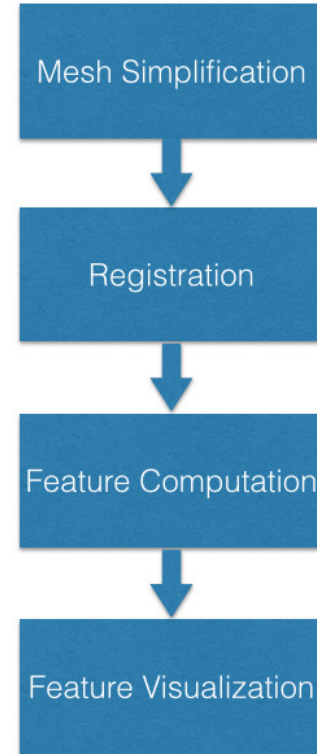 Mesh Simplification
Registration
Feature Computation
Feature Visualization